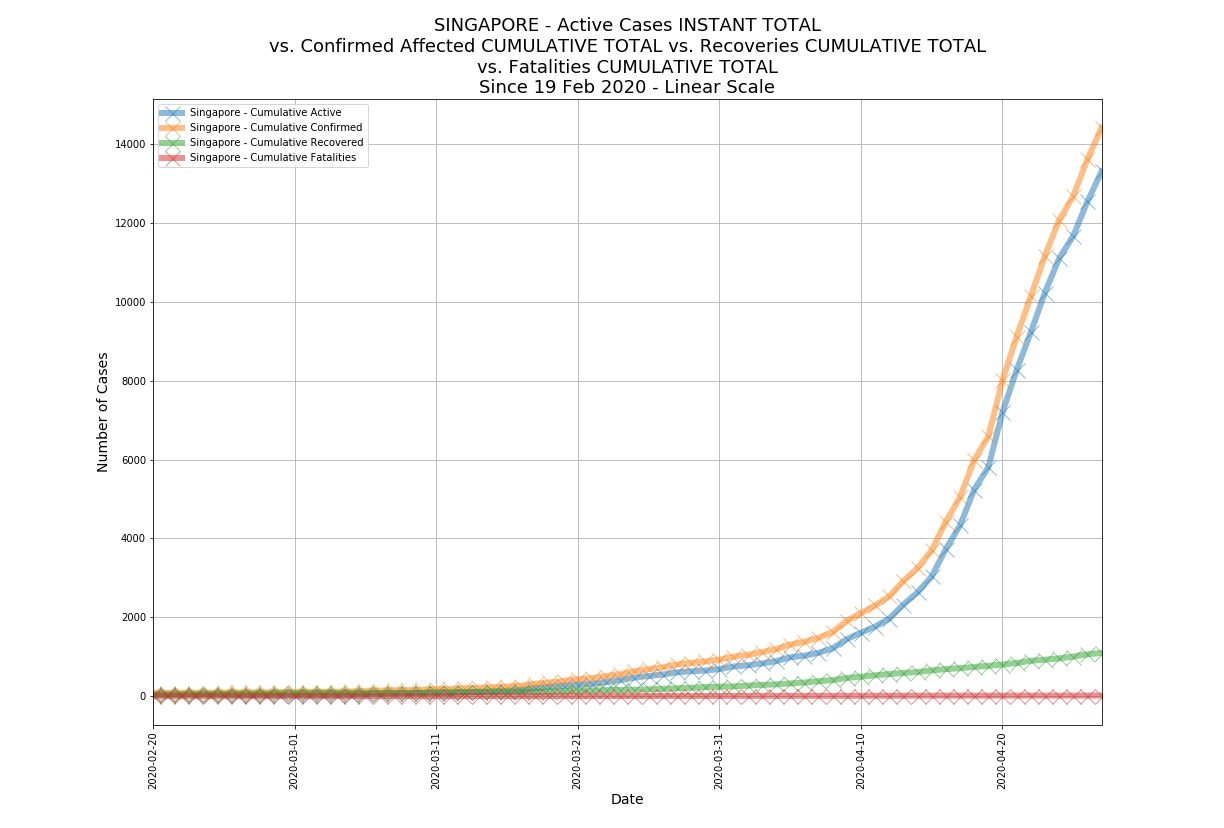 SINGAPORE - Active Cases INSTANT TOTAL
vs. Confirmed Affected CUMULATIVE TOTAL vs. Recoveries CUMULATIVE TOTAL
vs. Fatalities CUMULATIVE TOTAL
Since 19 Feb 2020 - Linear Scale
Singapore - Cumulative Active
Singapore - Cumulative Confirmed
Singapore - Cumulative Recovered
Singapore - Cumulative Fatalities
14000
12000
10000
8000
6000
4000
2000
0
Number of Cases
2020-02-20
2020-03-01
2020-03-11
2020-03-21
2020-03-31
2020-04-10
2020-04-20
Date